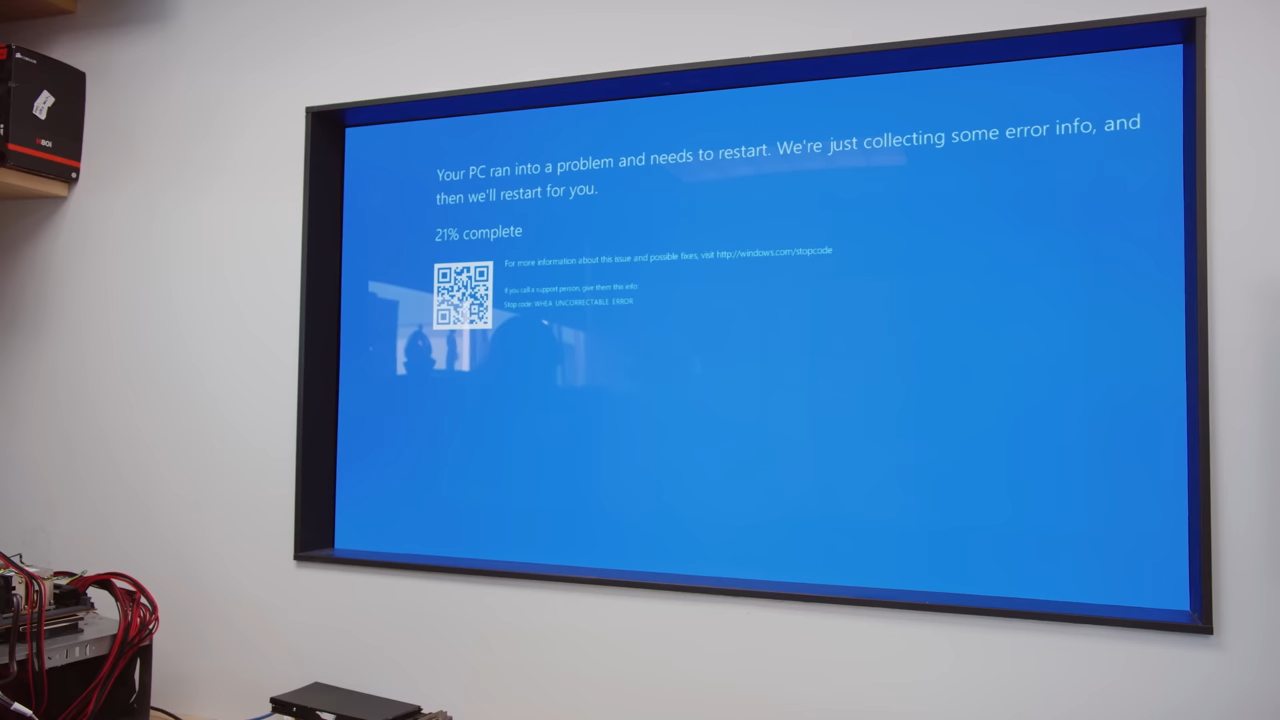 Your PC ran into a problem and needs to restart. We're just collecting some error info, and
then we'll restart for you.
21% complete
For more information about this issue and possible fixes, visit http://windows.com/stopcode
If you call a support person, give them this info:
Stop code: WHEA UNCORRECTABLE ERROR